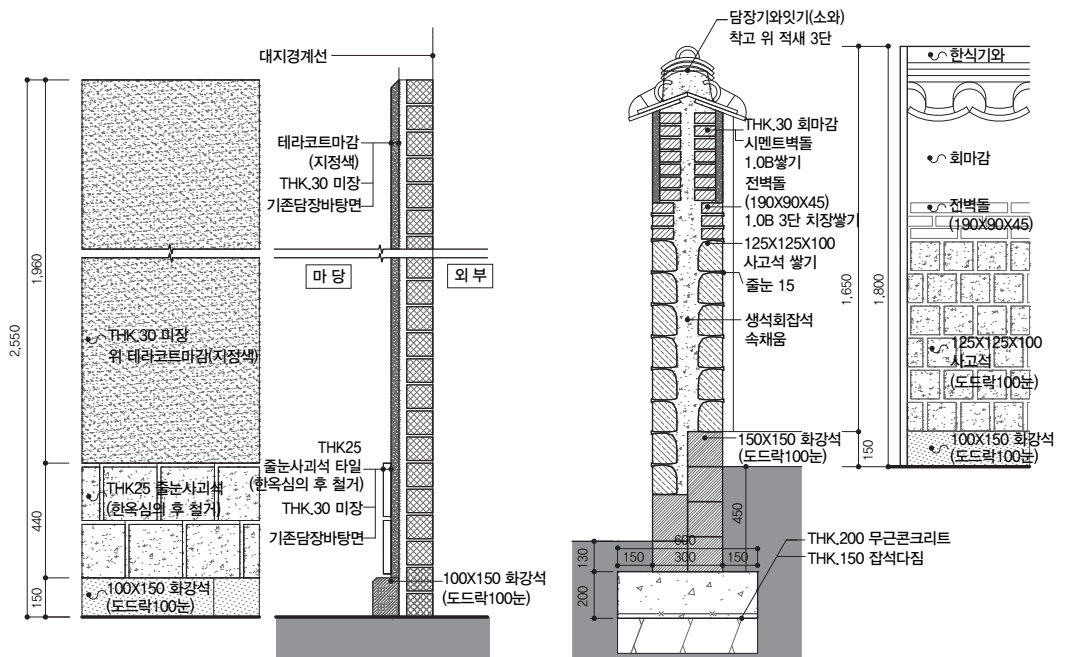 대지경계선
테라코트마감
(지정색)
THK.30 미장
기존담장바탕면
마 당
외 부
1,960
2,550
THK.30 미장
위 테라코트마감(지정색)
THK25
줄눈사괴석 타일
(한옥심의 후 철거)
THK.30 미장
기존담장바탕면
THK25 줄눈사괴석
(한옥심의 후 철거)
440
150
100X150 화강석
(도드락100눈)
100X150 화강석
(도드락100눈)
담장기와잇기(소와)
착고 위 적새 3단
THK.30 회마감
시멘트벽돌
1.0B쌓기
전벽돌
(190X90X45)
1.0B 3단 치장쌓기
125X125X100
사고석 쌓기
줄눈 15
생석회잡석
속채움
150X150 화강석
(도드락100눈)
450
600
150
300
150
130
200
THK.200 무근콘크리트
THK.150 잡석다짐
1,650
1,800
150
한식기와
회마감
전벽돌
(190X90X45)
125X125X100
사고석
(도드락100눈)
100X150 화강석
(도드락100눈)